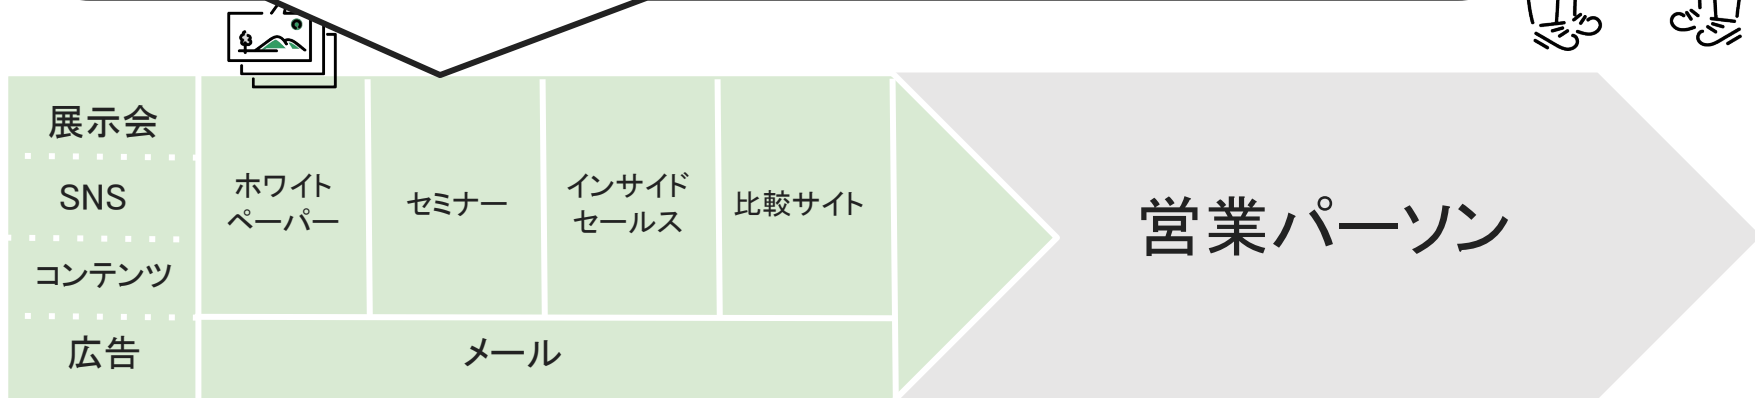 展示会
SNS
コンテンツ
広告
ホワイト
ペーパー
セミナー
インサイド
セールス
比較サイト
メール
営業パーソン